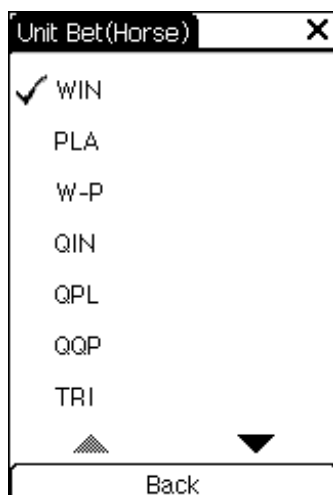 Unit Bet(Horse)
WIN
PLA
W-P
QIN
QPL
QQP
TRI
Back